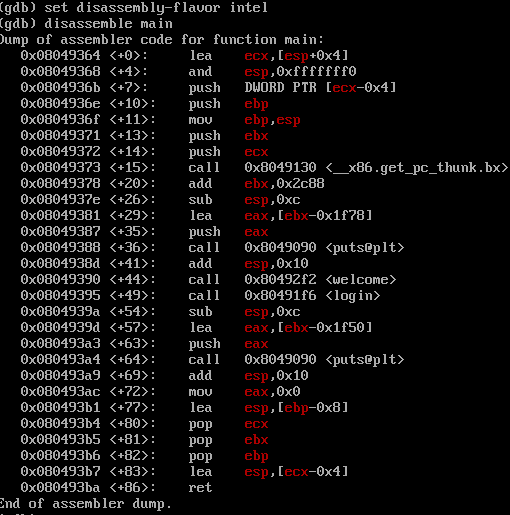 (gdb) set disassembly-flavor intel
(gdb) disassemble main
Dump of assembler code for function main:
   0x08049364 <+0>:     lea    ecx,[esp+0x4]
   0x08049368 <+4>:     and    esp,0xfffffff0
   0x0804936b <+7>:     push   DWORD PTR [ecx-0x4]
   0x0804936e <+10>:    push   ebp
   0x0804936f <+11>:    mov    ebp,esp
   0x08049371 <+13>:    push   ebx
   0x08049372 <+14>:    push   ecx
   0x08049373 <+15>:    call   0x8049130 <__x86.get_pc_thunk.bx>
   0x08049378 <+20>:    add    ebx,0x2c88
   0x0804937e <+26>:    sub    esp,0xc
   0x08049381 <+29>:    lea    eax,[ebx-0x1f78]
   0x08049387 <+35>:    push   eax
   0x08049388 <+36>:    call   0x8049090 <puts@plt>
   0x0804938d <+41>:    add    esp,0x10
   0x08049390 <+44>:    call   0x80492f2 <welcome>
   0x08049395 <+49>:    call   0x80491f6 <login>
   0x0804939a <+54>:    sub    esp,0xc
   0x0804939d <+57>:    lea    eax,[ebx-0x1f50]
   0x080493a3 <+63>:    push   eax
   0x080493a4 <+64>:    call   0x8049090 <puts@plt>
   0x080493a9 <+69>:    add    esp,0x10
   0x080493ac <+72>:    mov    eax,0x0
   0x080493b1 <+77>:    lea    esp,[ebp-0x8]
   0x080493b4 <+80>:    pop    ecx
   0x080493b5 <+81>:    pop    ebx
   0x080493b6 <+82>:    pop    ebp
   0x080493b7 <+83>:    lea    esp,[ecx-0x4]
   0x080493ba <+86>:    ret
End of assembler dump.